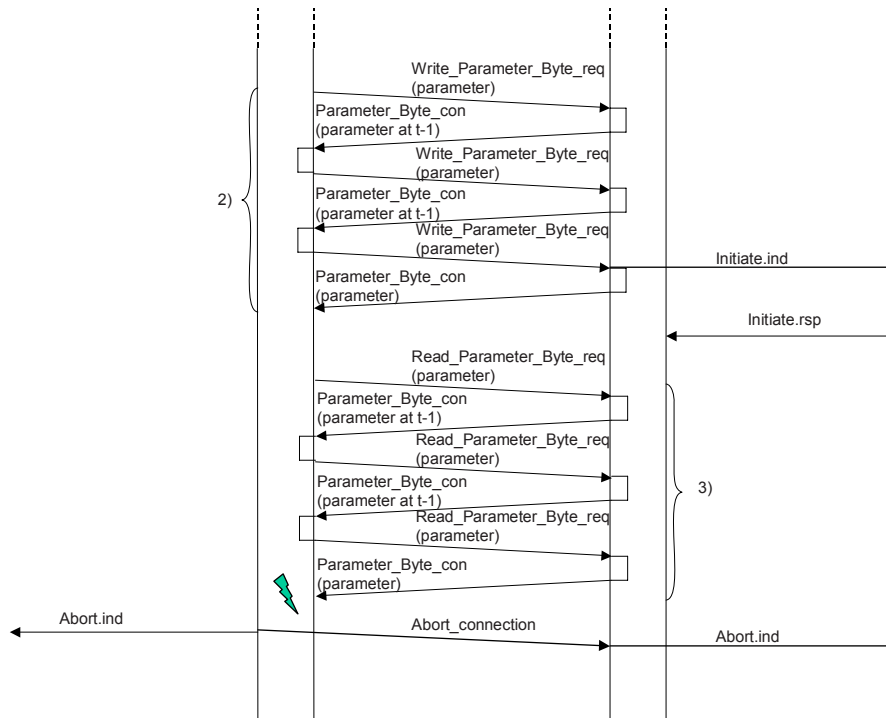 Write_Parameter_Byte_req
(parameter)
Parameter_Byte_con
(parameter at t-1)
Write_Parameter_Byte_req
(parameter)
2)
Parameter_Byte_con
(parameter at t-1)
Write_Parameter_Byte_req
(parameter)
Initiate.ind
Parameter_Byte_con
(parameter)
Initiate.rsp
Read_Parameter_Byte_req
(parameter)
Parameter_Byte_con
(parameter at t-1)
Read_Parameter_Byte_req
(parameter)
Parameter_Byte_con
(parameter at t-1)
3)
Read_Parameter_Byte_req
(parameter)
Parameter_Byte_con
(parameter)
Abort.ind
Abort_connection
Abort.ind